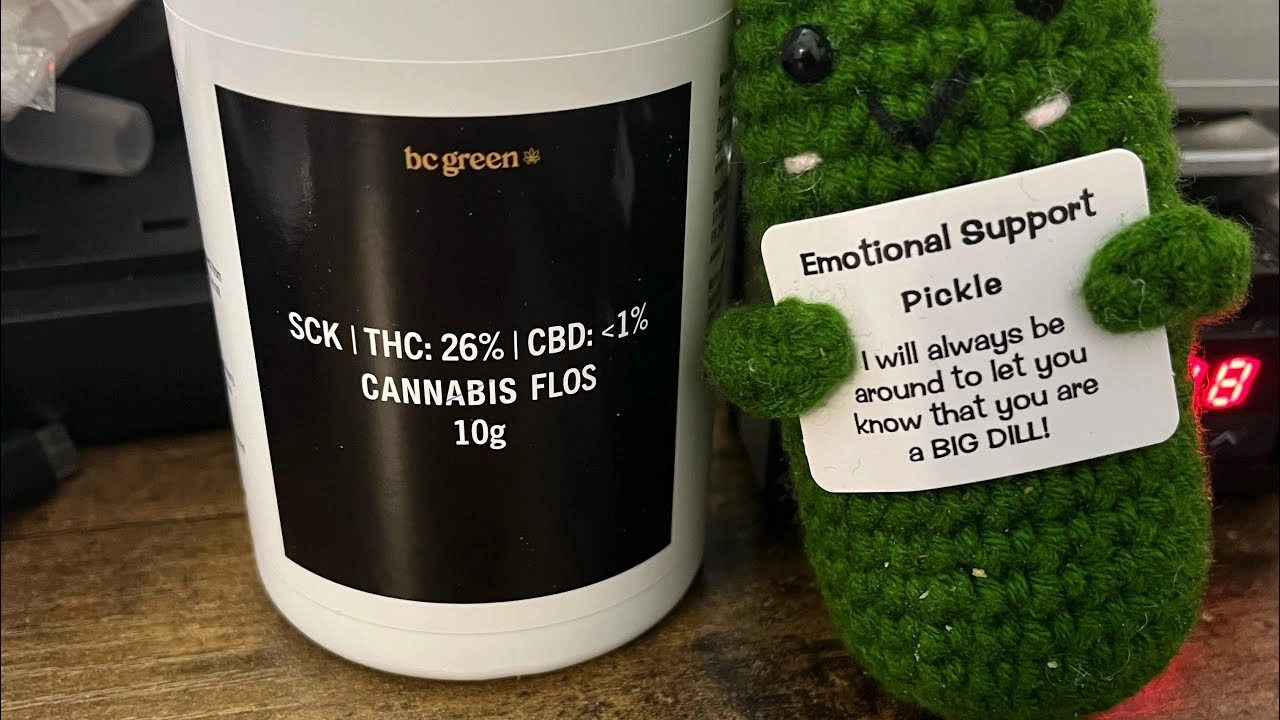 bc green
SCK | THC: 26% | CBD: <1%
CANNABIS FLOS
10g
Emotional Support
Pickle
I will always be
around to let you
know that you are
a BIG DILL!
8